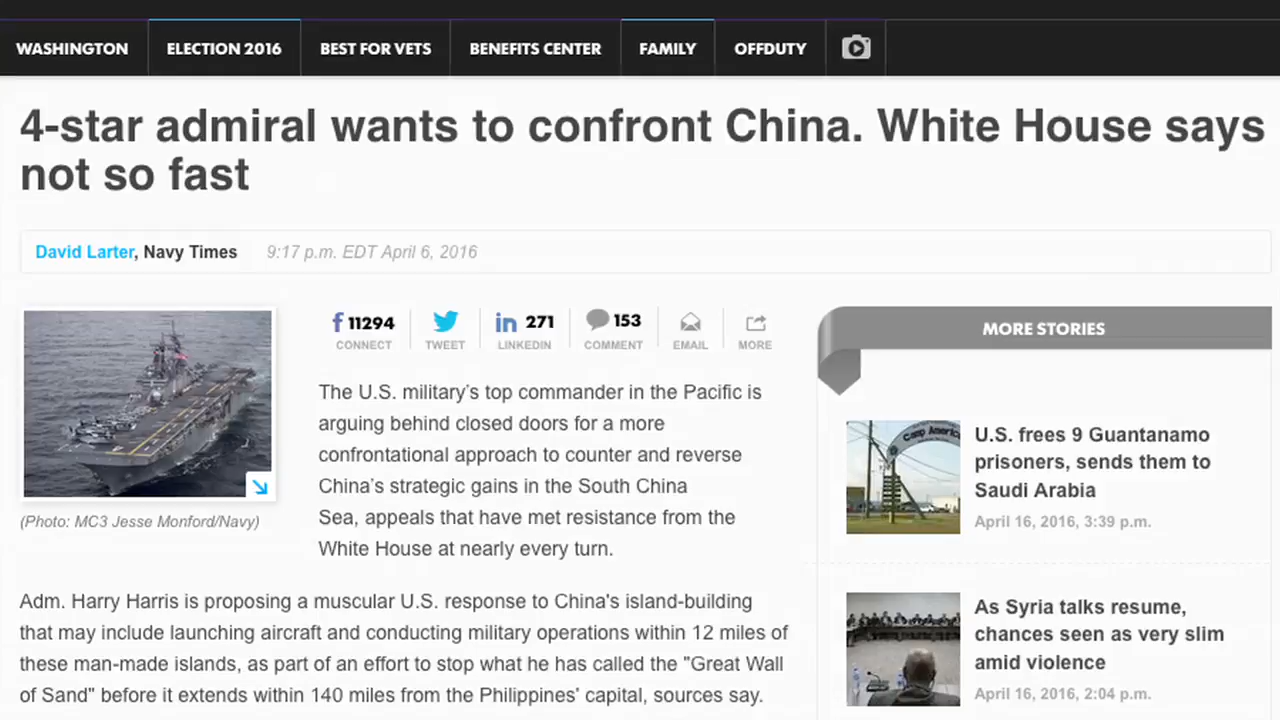 WASHINGTON ELECTION 2016 BEST FOR VETS BENEFITS CENTER FAMILY OFFDUTY
4-star admiral wants to confront China. White House says
not so fast
David Larter, Navy Times 9:17 p.m. EDT April 6, 2016
(Photo: MC3 Jesse Monford/Navy)
f 11294 in 271 153
CONNECT TWEET LINKEDIN COMMENT EMAIL MORE
The U.S. military's top commander in the Pacific is
arguing behind closed doors for a more
confrontational approach to counter and reverse
China's strategic gains in the South China
Sea, appeals that have met resistance from the
White House at nearly every turn.
Adm. Harry Harris is proposing a muscular U.S. response to China's island-building
that may include launching aircraft and conducting military operations within 12 miles of
these man-made islands, as part of an effort to stop what he has called the "Great Wall
of Sand" before it extends within 140 miles from the Philippines' capital, sources say.
MORE STORIES
Camp America
U.S. frees 9 Guantanamo
prisoners, sends them to
Saudi Arabia
April 16, 2016, 3:39 p.m.
As Syria talks resume,
chances seen as very slim
amid violence
April 16, 2016, 2:04 p.m.